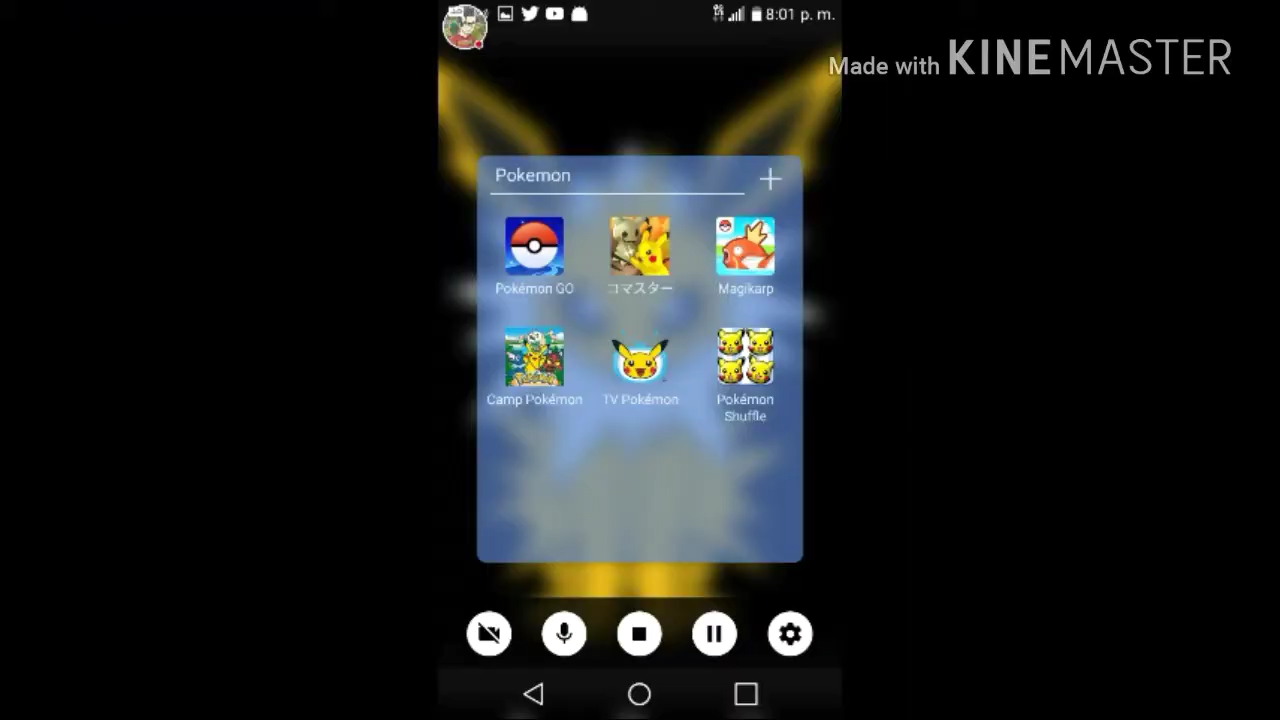 8:01 p. m.
Made with KINEMASTER
Pokemon
Pokémon GO
コマスター
Magikarp
Camp Pokémon
TV Pokémon
Pokémon
Shuffle